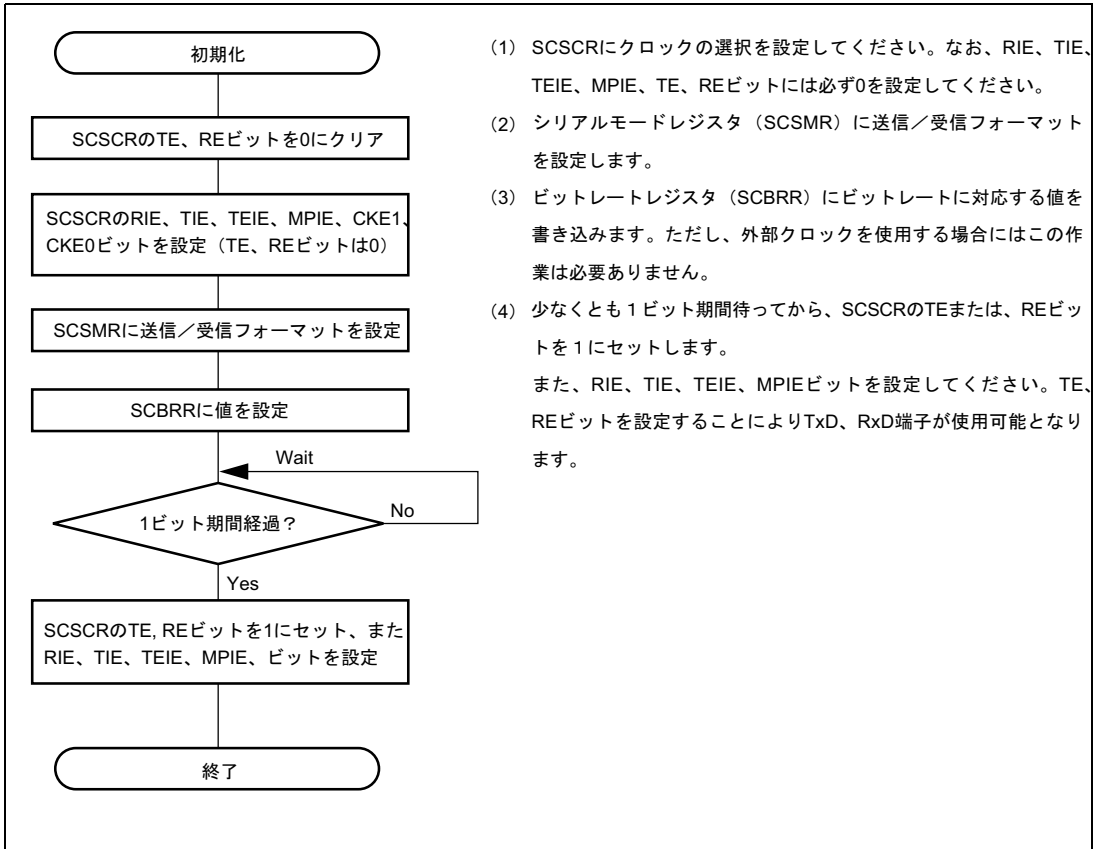 初期化
SCSCRのTE、REビットを0にクリア
SCSCRのRIE、TIE、TEIE、MPIE、CKE1、
CKE0ビットを設定（TE、REビットは0）
SCSMRに送信／受信フォーマットを設定
SCBRRに値を設定
Wait
1ビット期間経過？
No
Yes
SCSCRのTE, REビットを1にセット、また
RIE、TIE、TEIE、MPIE、ビットを設定
終了
（1） SCSCRにクロックの選択を設定してください。なお、RIE、TIE、
TEIE、MPIE、TE、REビットには必ず0を設定してください。
（2） シリアルモードレジスタ（SCSMR）に送信／受信フォーマット
を設定します。
（3） ビットレートレジスタ（SCBRR）にビットレートに対応する値を
書き込みます。ただし、外部クロックを使用する場合にはこの作
業は必要ありません。
（4） 少なくとも１ビット期間待ってから、SCSCRのTEまたは、REビッ
トを１にセットします。
また、RIE、TIE、TEIE、MPIEビットを設定してください。TE、
REビットを設定することによりTxD、RxD端子が使用可能となり
ます。